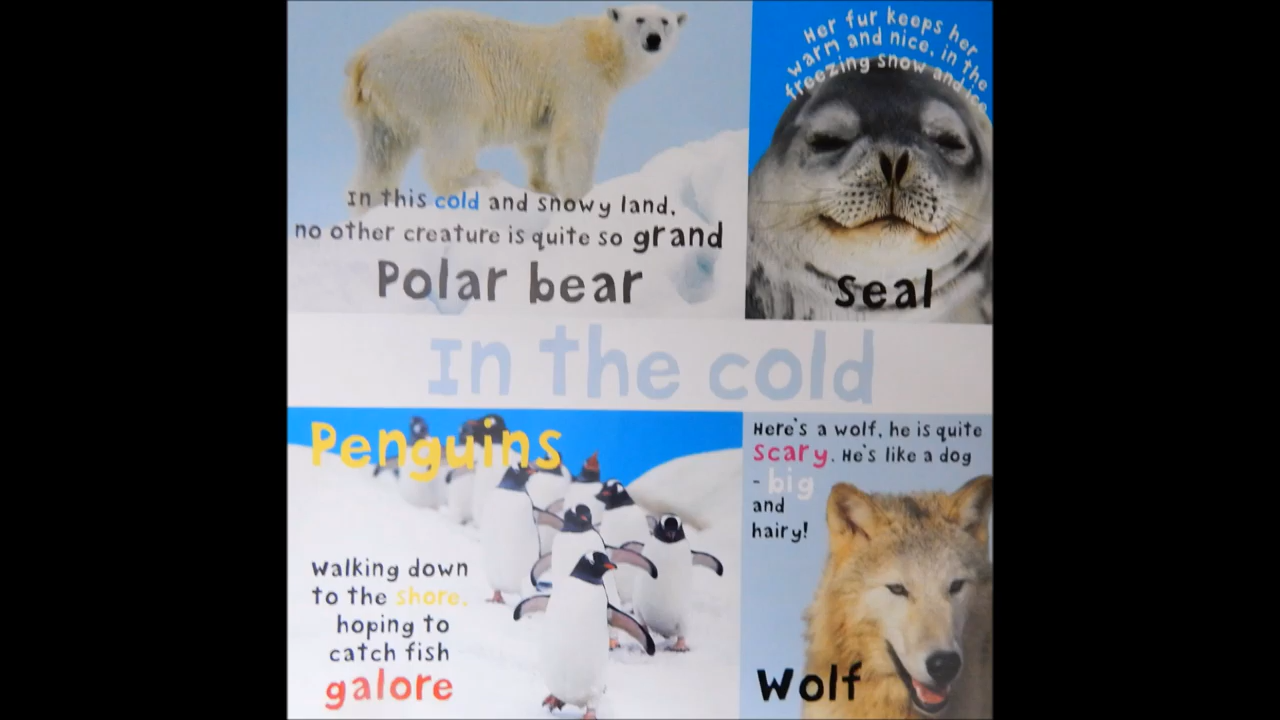 In this cold and snowy land,
no other creature is quite so grand
Polar bear
Her fur keeps her
warm and nice, in the
freezing snow and ice
Seal
In the cold
Penguins
Walking down
to the shore,
hoping to
catch fish
galore
Here's a wolf, he is quite
scary. He's like a dog
- big
and
hairy!
Wolf